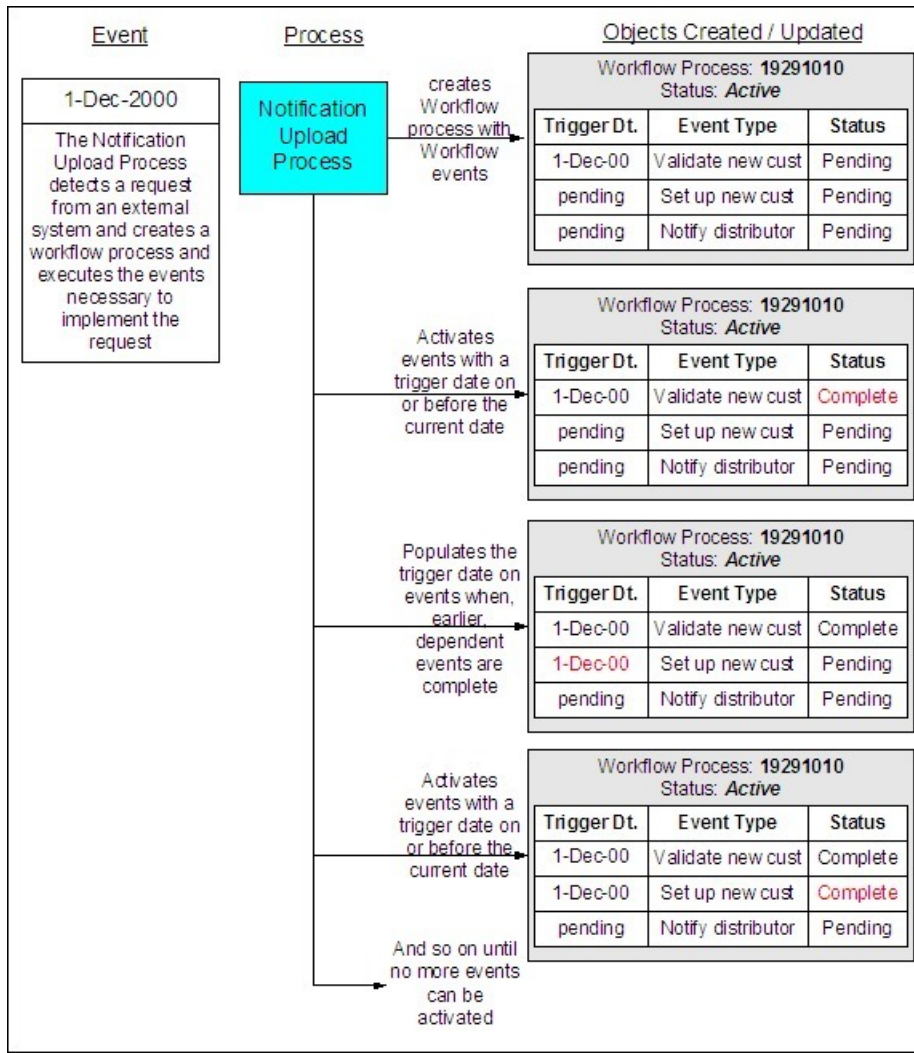 Event
Process
Objects Created / Updated
1-Dec-2000
The Notification
Upload Process
detects a request
from an external
system and creates a
workflow process and
executes the events
necessary to
implement the
request
Notification
Upload
Process
creates
Workflow
process with
Workflow
events
Workflow Process: 19291010
Status: Active
Trigger Dt. Event Type Status
1-Dec-00 Validate new cust Pending
pending Set up new cust Pending
pending Notify distributor Pending
Activates
events with a
trigger date on
or before the
current date
Workflow Process: 19291010
Status: Active
Trigger Dt. Event Type Status
1-Dec-00 Validate new cust Complete
pending Set up new cust Pending
pending Notify distributor Pending
Populates the
trigger date on
events when,
earlier,
dependent
events are
complete
Workflow Process: 19291010
Status: Active
Trigger Dt. Event Type Status
1-Dec-00 Validate new cust Complete
1-Dec-00 Set up new cust Pending
pending Notify distributor Pending
Activates
events with a
trigger date on
or before the
current date
Workflow Process: 19291010
Status: Active
Trigger Dt. Event Type Status
1-Dec-00 Validate new cust Complete
1-Dec-00 Set up new cust Complete
pending Notify distributor Pending
And so on until
no more events
can be
activated